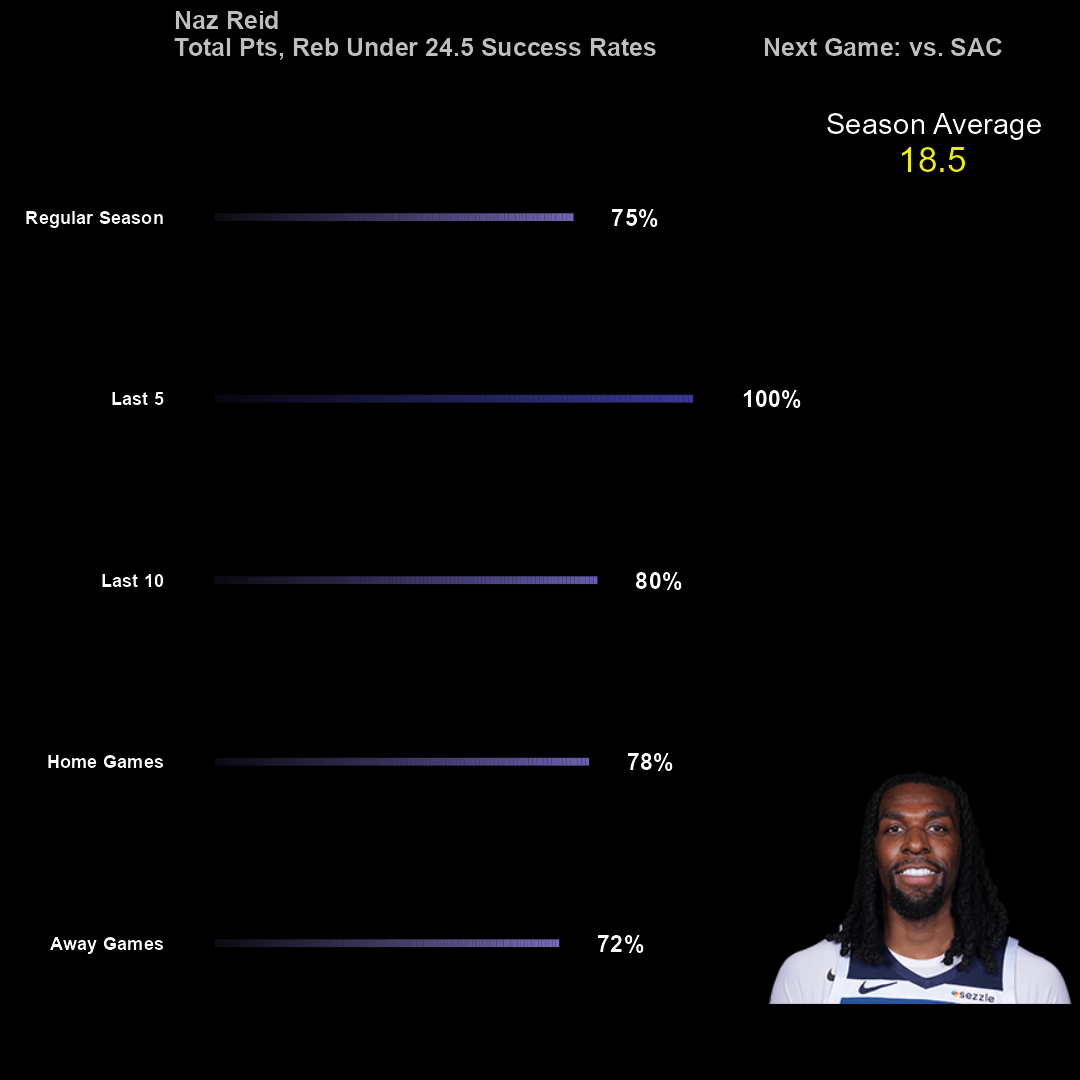 Naz Reid
Total Pts, Reb Under 24.5 Success Rates
Next Game: vs. SAC
Season Average
18.5
Regular Season 75%
Last 5 100%
Last 10 80%
Home Games 78%
Away Games 72%
sezzle